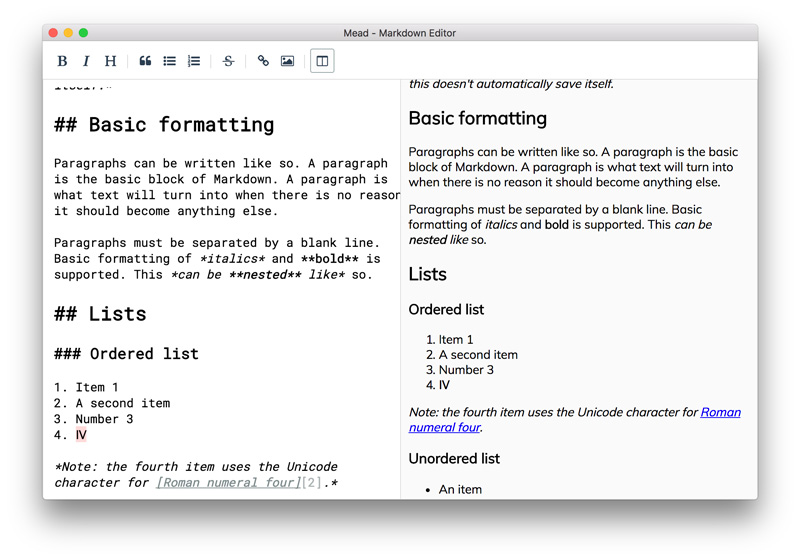 Mead - Markdown Editor
B I H S
itself.*
## Basic formatting
Paragraphs can be written like so. A paragraph
is the basic block of Markdown. A paragraph is
what text will turn into when there is no reason
it should become anything else.
Paragraphs must be separated by a blank line.
Basic formatting of *italics* and **bold** is
supported. This *can be **nested** like* so.
## Lists
### Ordered list
1. Item 1
2. A second item
3. Number 3
4. Ⅳ
*Note: the fourth item uses the Unicode
character for [Roman numeral four][2].*
this doesn't automatically save itself.
Basic formatting
Paragraphs can be written like so. A paragraph is the basic
block of Markdown. A paragraph is what text will turn into
when there is no reason it should become anything else.
Paragraphs must be separated by a blank line. Basic
formatting of italics and bold is supported. This can be
nested like so.
Lists
Ordered list
1. Item 1
2. A second item
3. Number 3
4. Ⅳ
Note: the fourth item uses the Unicode character for Roman
numeral four.
Unordered list
• An item